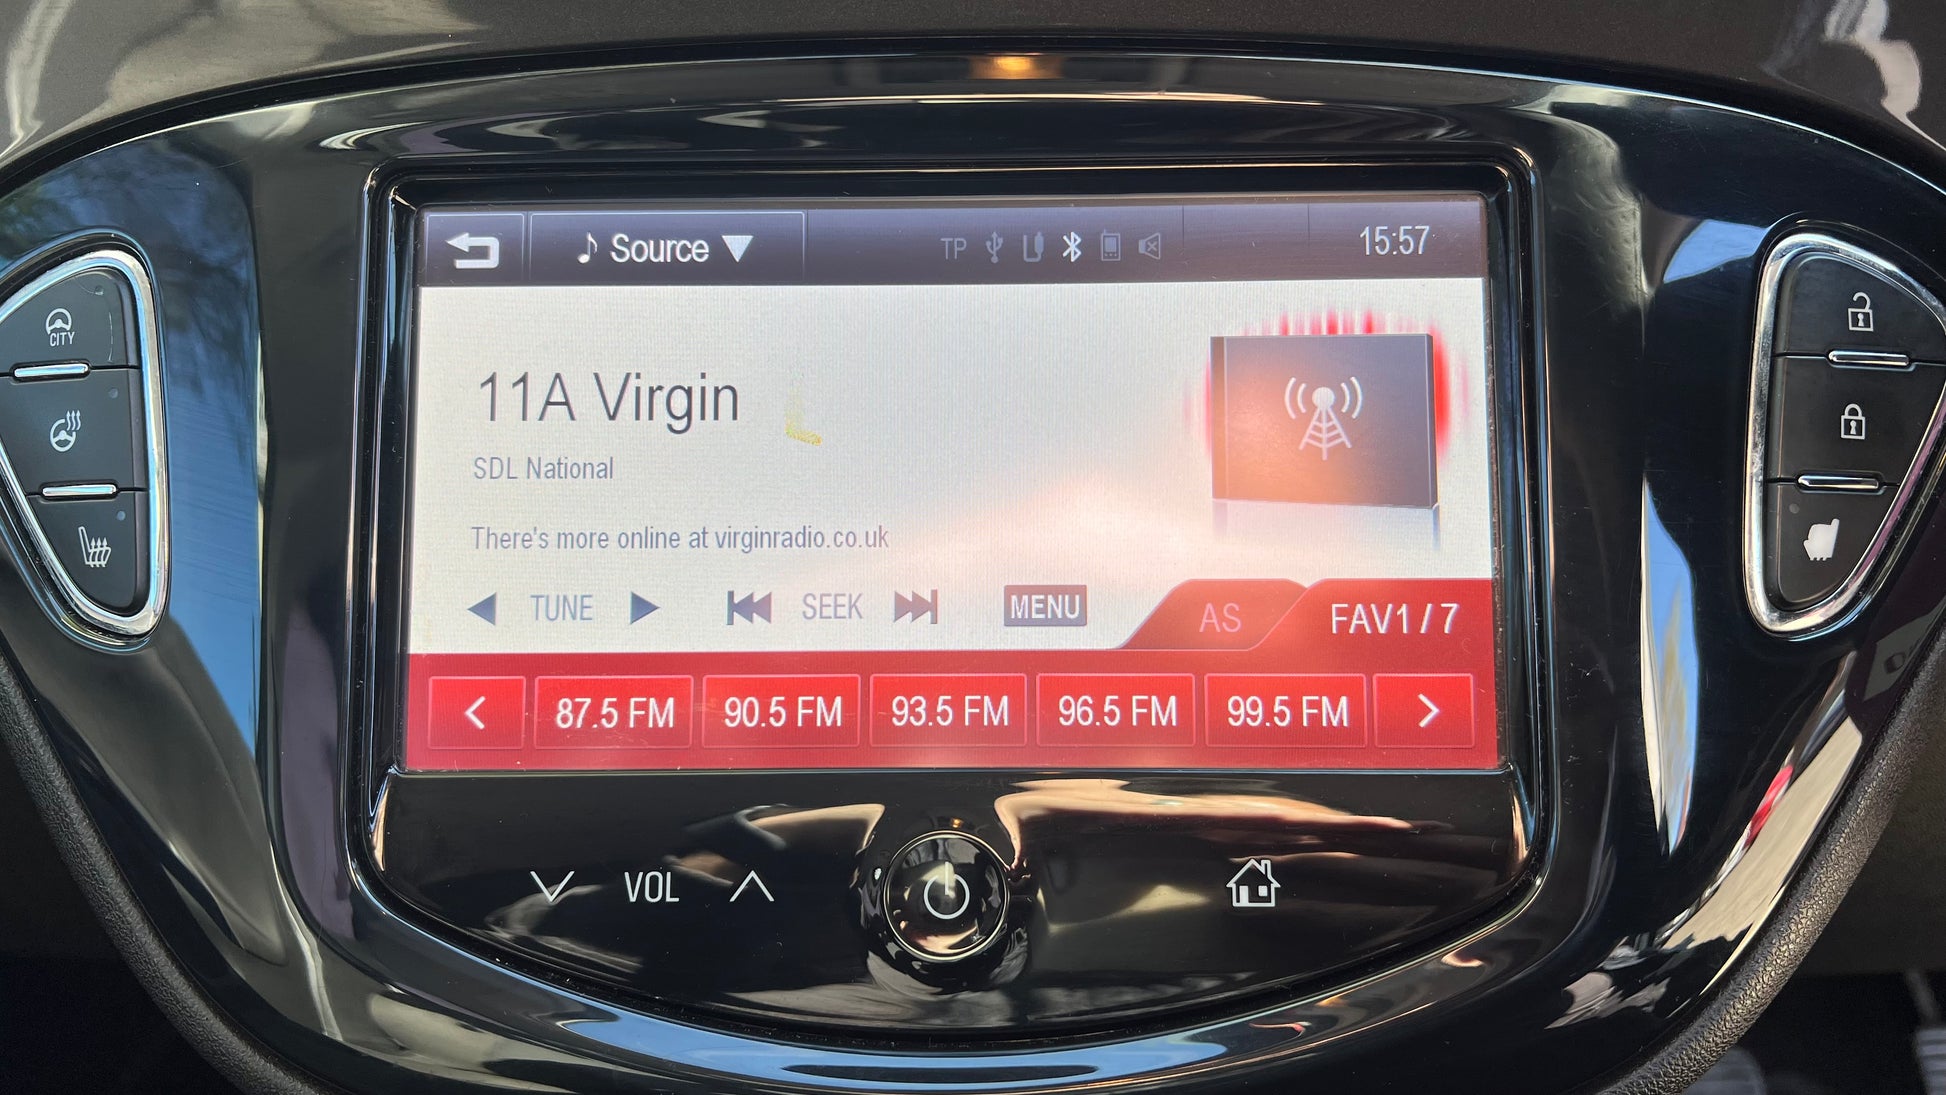 Source
TP
15:57
CITY
11A Virgin
SDL National
There's more online at virginradio.co.uk
TUNE SEEK MENU
AS FAV1 / 7
87.5 FM 90.5 FM 93.5 FM 96.5 FM 99.5 FM
VOL